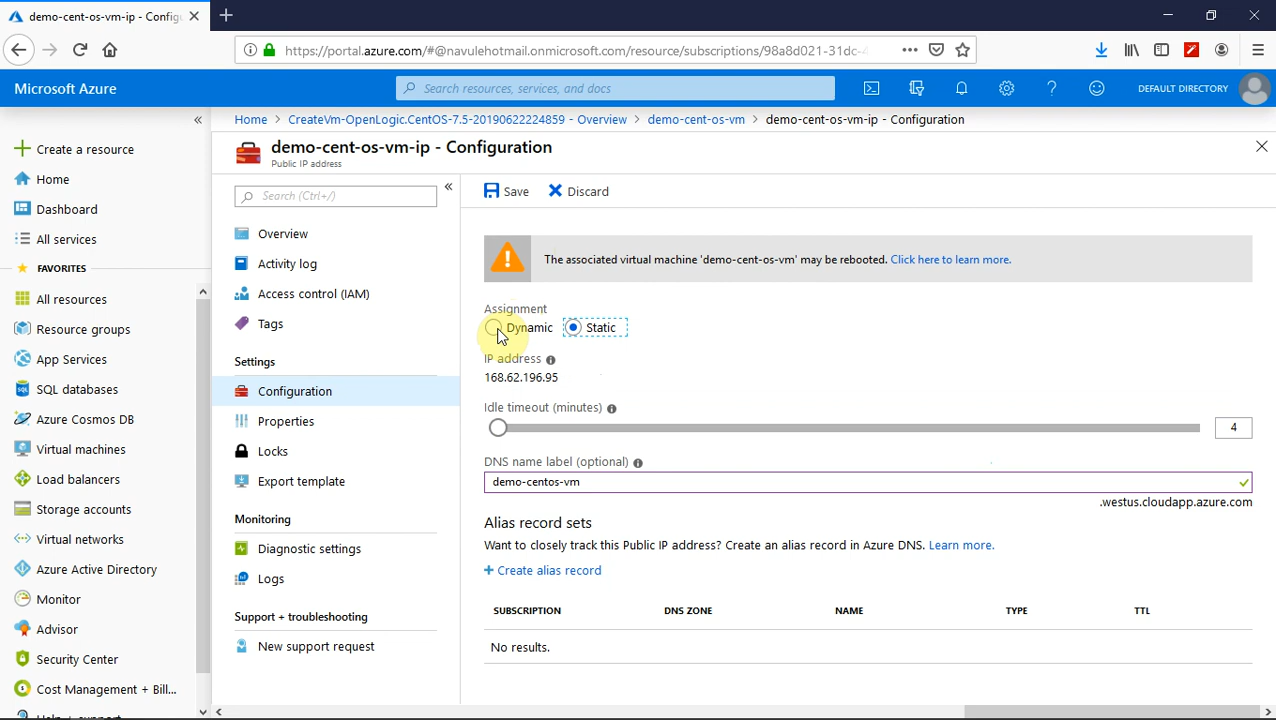 demo-cent-os-vm-ip - Configu
https://portal.azure.com/#@navulehotmail.onmicrosoft.com/resource/subscriptions/98a8d021-31dc-
Microsoft Azure
Search resources, services, and docs
DEFAULT DIRECTORY
Create a resource
Home
Dashboard
All services
FAVORITES
All resources
Resource groups
App Services
SQL databases
Azure Cosmos DB
Virtual machines
Load balancers
Storage accounts
Virtual networks
Azure Active Directory
Monitor
Advisor
Security Center
Cost Management + Bill...
Help + support
Home > CreateVm-OpenLogic.CentOS-7.5-20190622224859 - Overview > demo-cent-os-vm > demo-cent-os-vm-ip - Configuration
demo-cent-os-vm-ip - Configuration
Public IP address
Search (Ctrl+/)
Overview
Activity log
Access control (IAM)
Tags
Settings
Configuration
Properties
Locks
Export template
Monitoring
Diagnostic settings
Logs
Support + troubleshooting
New support request
Save Discard
The associated virtual machine 'demo-cent-os-vm' may be rebooted. Click here to learn more.
Assignment
Dynamic Static
IP address
168.62.196.95
Idle timeout (minutes)
4
DNS name label (optional)
demo-centos-vm
.westus.cloudapp.azure.com
Alias record sets
Want to closely track this Public IP address? Create an alias record in Azure DNS. Learn more.
+ Create alias record
SUBSCRIPTION DNS ZONE NAME TYPE TTL
No results.